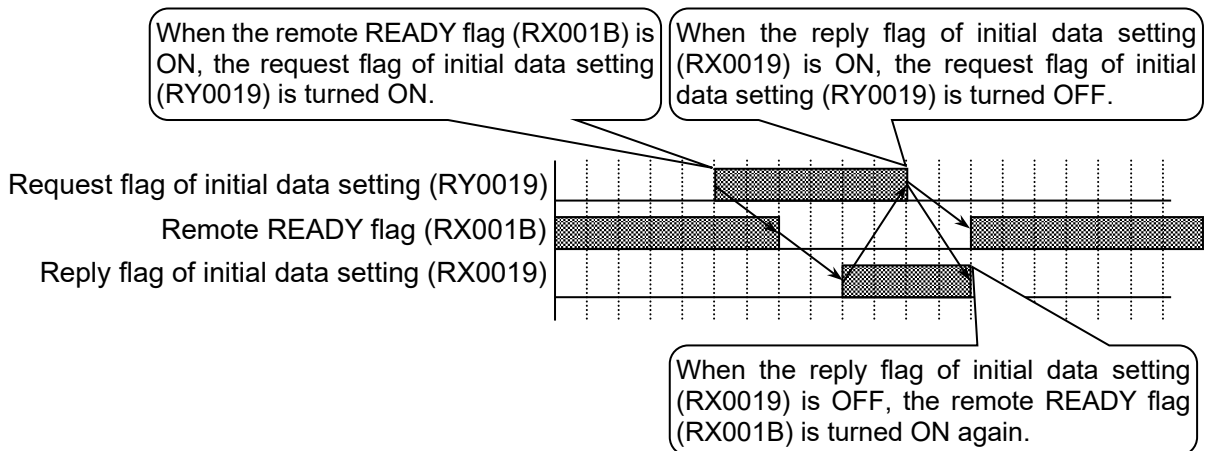 When the remote READY flag (RX001B) is
ON, the request flag of initial data setting
(RY0019) is turned ON.
When the reply flag of initial data setting
(RX0019) is ON, the request flag of initial
data setting (RY0019) is turned OFF.
Request flag of initial data setting (RY0019)
Remote READY flag (RX001B)
Reply flag of initial data setting (RX0019)
When the reply flag of initial data setting
(RX0019) is OFF, the remote READY flag
(RX001B) is turned ON again.